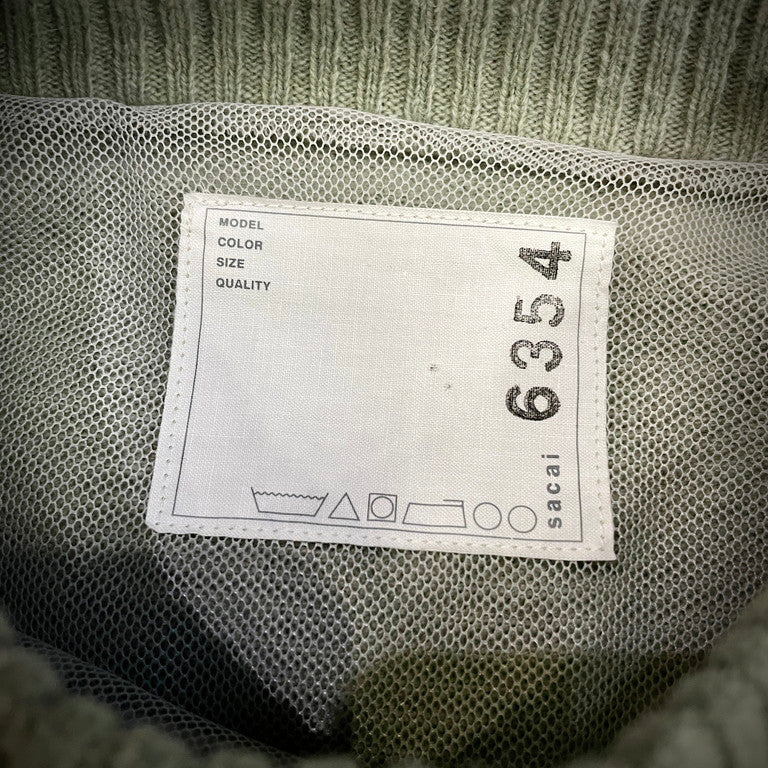 MODEL
COLOR
SIZE
QUALITY
sacai 6354